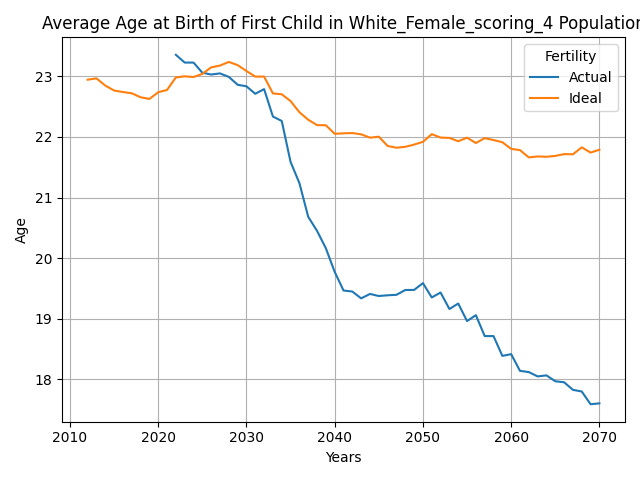 Average Age at Birth of First Child in White_Female_scoring_4 Population
Fertility
Actual
Ideal
Age
23
22
21
20
19
18
2010 2020 2030 2040 2050 2060 2070
Years